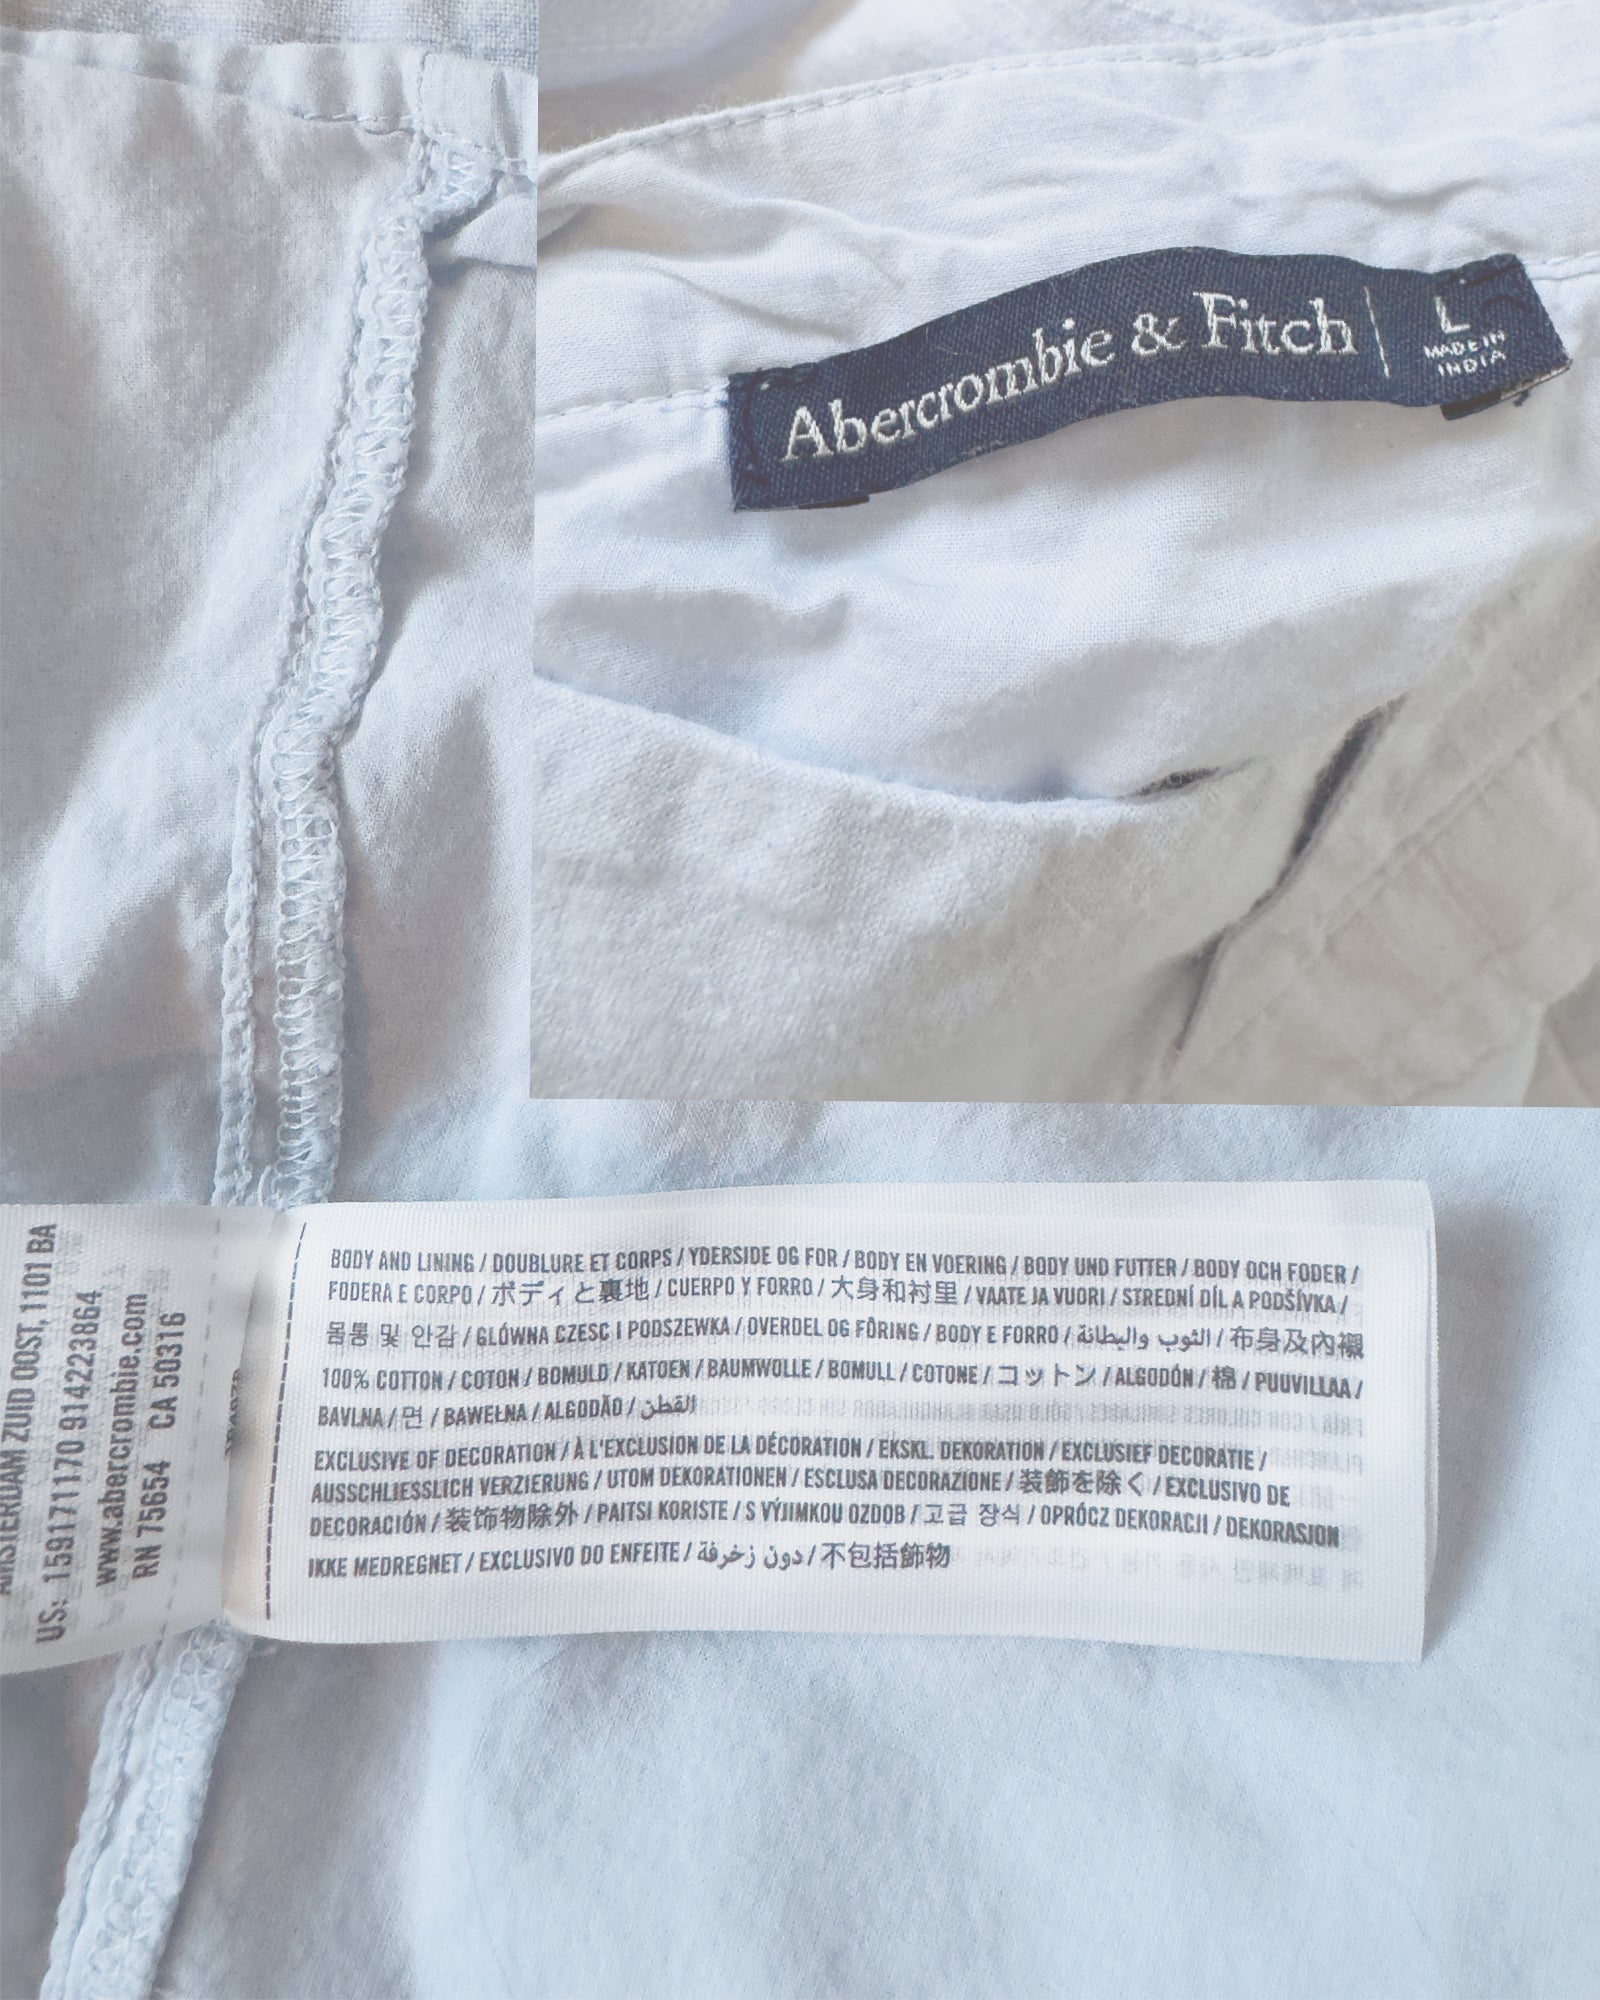 Abercrombie & Fitch
L
MADE IN
INDIA
BODY AND LINING / DOUBLURE ET CORPS / YDERSIDE OG FOR / BODY EN VOERING / BODY UND FUTTER / BODY OCH FODER /
FODERA E CORPO / ボディと裏地 / CUERPO Y FORRO / 大身和衬里 / VAATE JA VUORI / STREDNÍ DÍL A PODŠÍVKA /
몸통 및 안감 / GLÓWNA CZESC I PODSZEWKA / OVERDEL OG FÔRING / BODY E FORRO / الثوب والبطانة / 布身及內襯
100% COTTON / COTON / BOMULD / KATOEN / BAUMWOLLE / BOMULL / COTONE / コットン / ALGODÓN / 棉 / PUUVILLAA /
BAVLNA / 면 / BAWEŁNA / ALGODÃO / القطن
EXCLUSIVE OF DECORATION / À L'EXCLUSION DE LA DÉCORATION / EKSKL. DEKORATION / EXCLUSIEF DECORATIE /
AUSSCHLIESSLICH VERZIERUNG / UTOM DEKORATIONEN / ESCLUSA DECORAZIONE / 装飾を除く / EXCLUSIVO DE
DECORACIÓN / 装饰物除外 / PAITSI KORISTE / S VÝJIMKOU OZDOB / 고급 장식 / OPRÓCZ DEKORACJI / DEKORASJON
IKKE MEDREGNET / EXCLUSIVO DO ENFEITE / دون زخرفة / 不包括飾物
AMSTERDAM ZUID OOST, 1101 BA
US: 159171170 9142223864
www.abercrombie.com
RN 75654 CA 50316